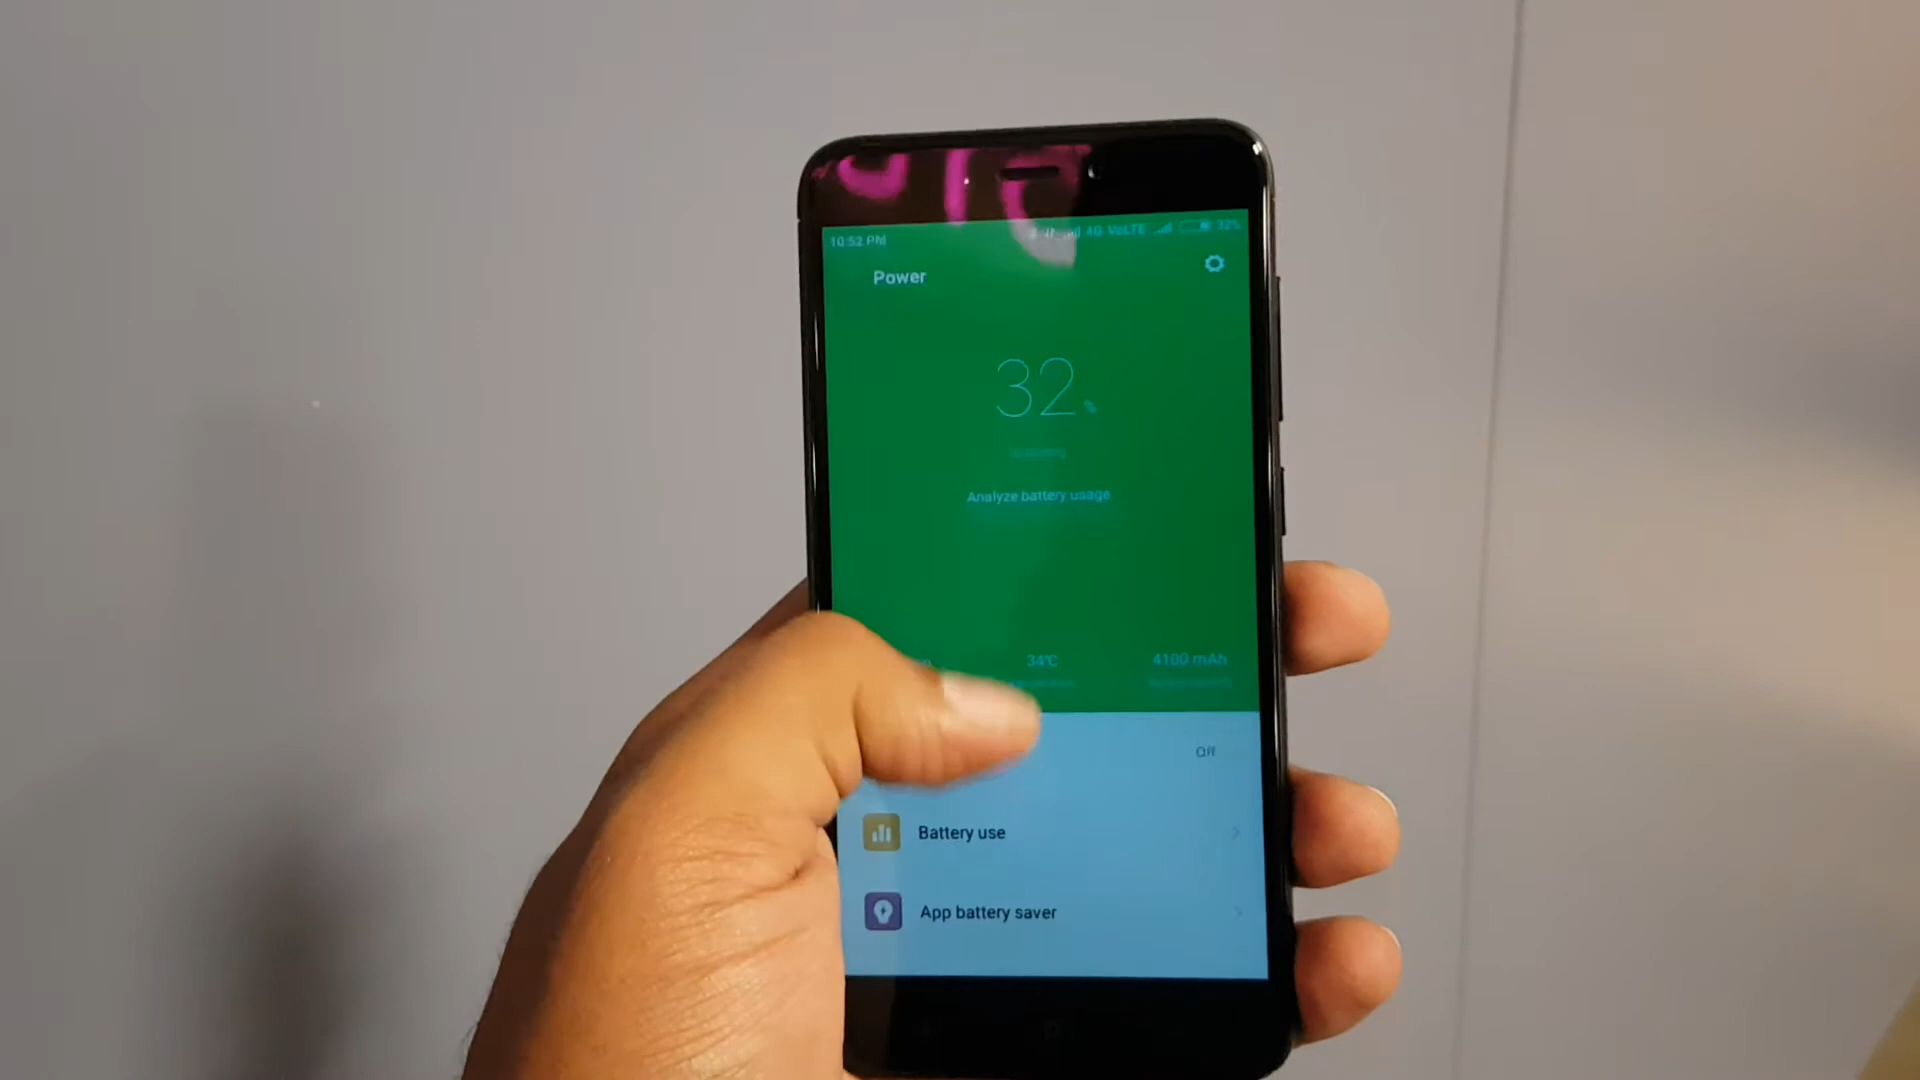 10:52 PM 4G VoLTE 32%
Power
32 %
Analyze battery usage
34°C 4100 mAh
Off
Battery use
App battery saver